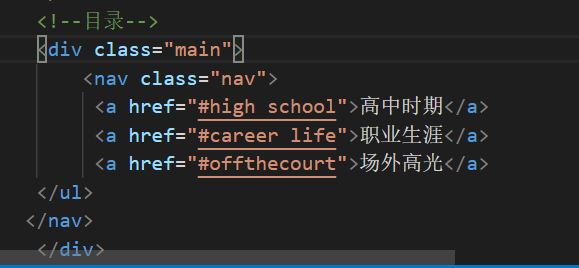 <!--目录-->
<div class="main">
<nav class="nav">
<a href="#high school">高中时期</a>
<a href="#career life">职业生涯</a>
<a href="#offthecourt">场外高光</a>
</ul>
</nav>
</div>